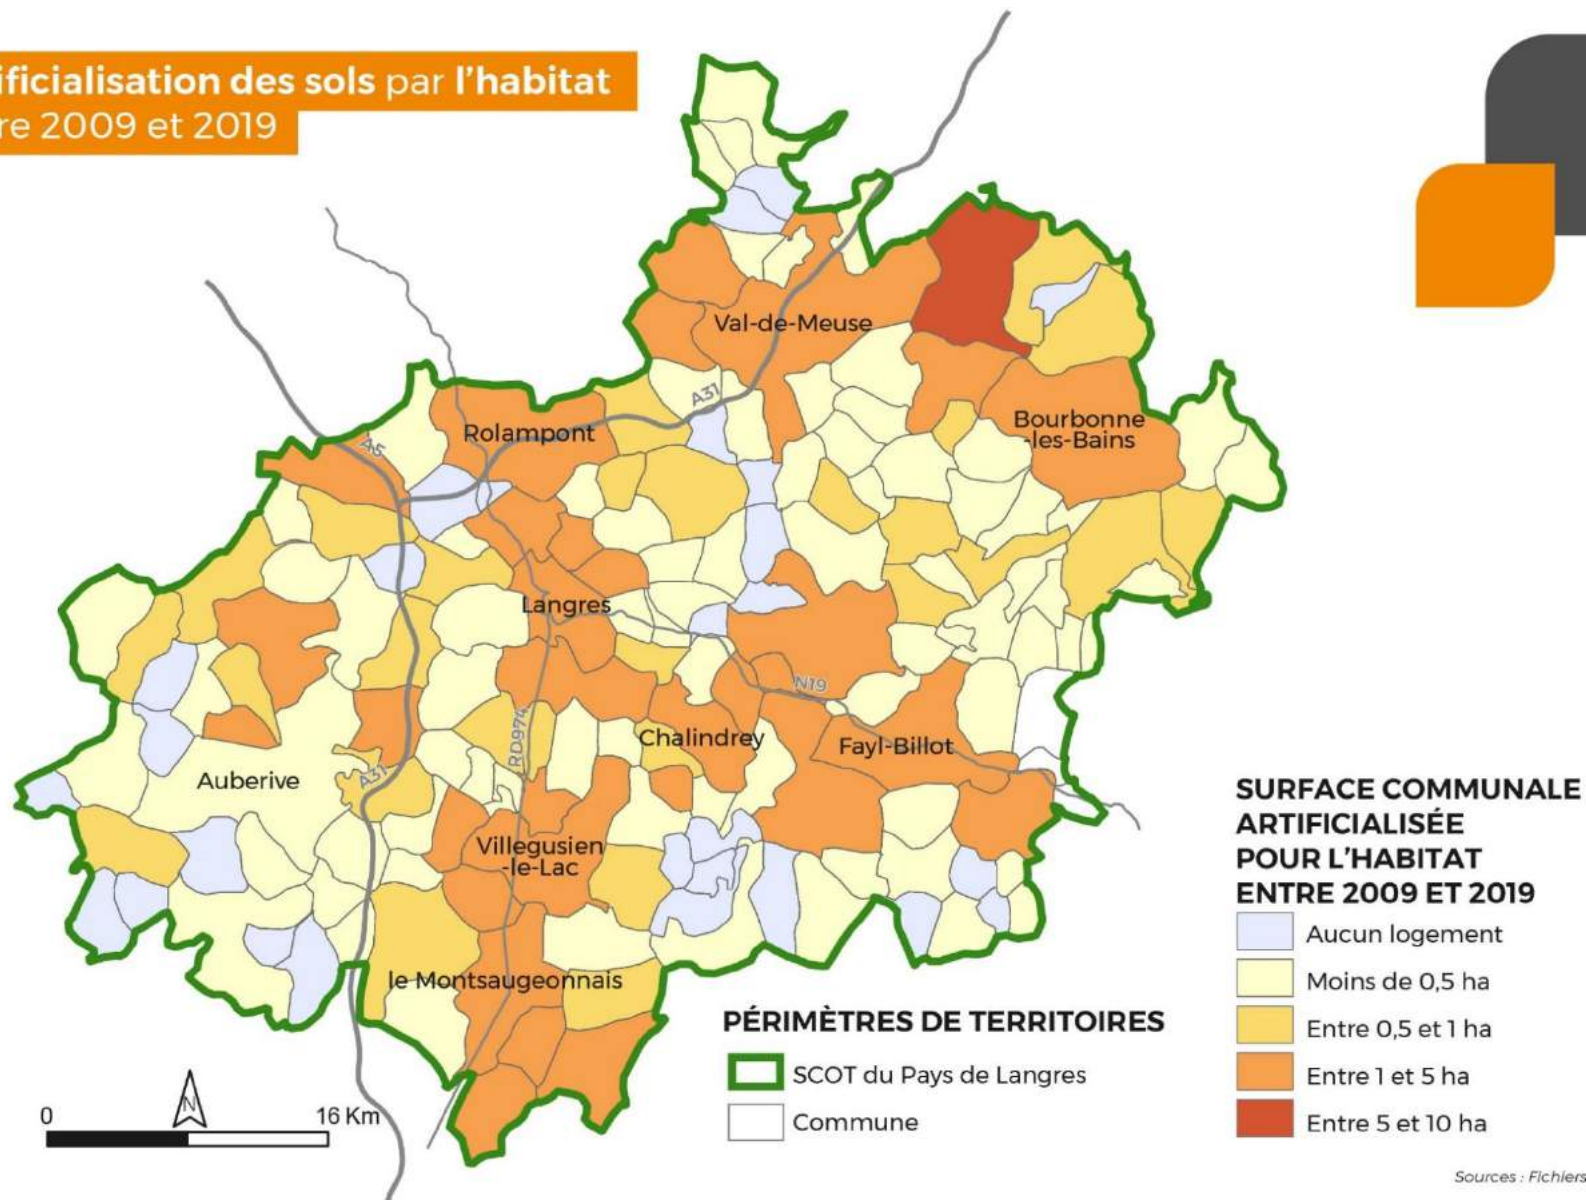 ificialisation des sols par l'habitat
re 2009 et 2019
Val-de-Meuse
A31
Bourbonne
-les-Bains
Rolampont
A5
Langres
N19
RD974
Chalindrey
Fayl-Billot
Auberive
A31
Villegusien
-le-Lac
le Montsaugeonnais
SURFACE COMMUNALE
ARTIFICIALISÉE
POUR L'HABITAT
ENTRE 2009 ET 2019
Aucun logement
Moins de 0,5 ha
Entre 0,5 et 1 ha
Entre 1 et 5 ha
Entre 5 et 10 ha
PÉRIMÈTRES DE TERRITOIRES
SCOT du Pays de Langres
Commune
N
0 16 Km
Sources : Fichiers